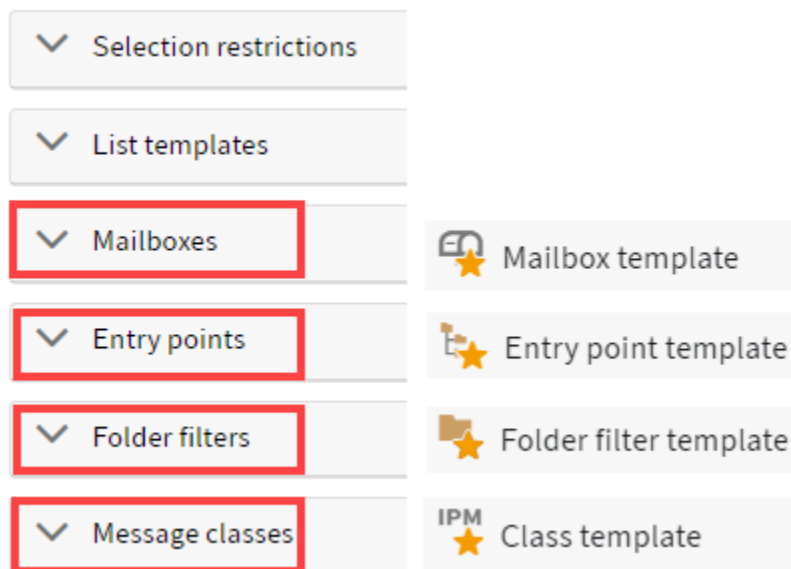 Selection restrictions
List templates
Mailboxes
Mailbox template
Entry points
Entry point template
Folder filters
Folder filter template
Message classes
IPM
Class template